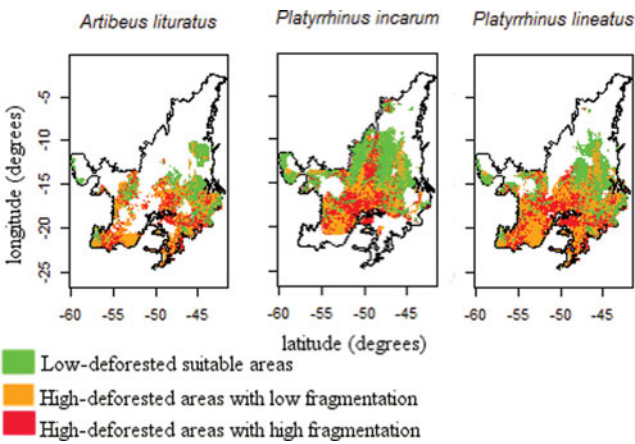 Artibeus lituratus Platyrrhinus incarum Platyrrhinus lineatus
longitude (degrees)
-5
-10
-15
-20
-25
-60 -55 -50 -45 -60 -55 -50 -45 -60 -55 -50 -45
latitude (degrees)
Low-deforested suitable areas
High-deforested areas with low fragmentation
High-deforested areas with high fragmentation